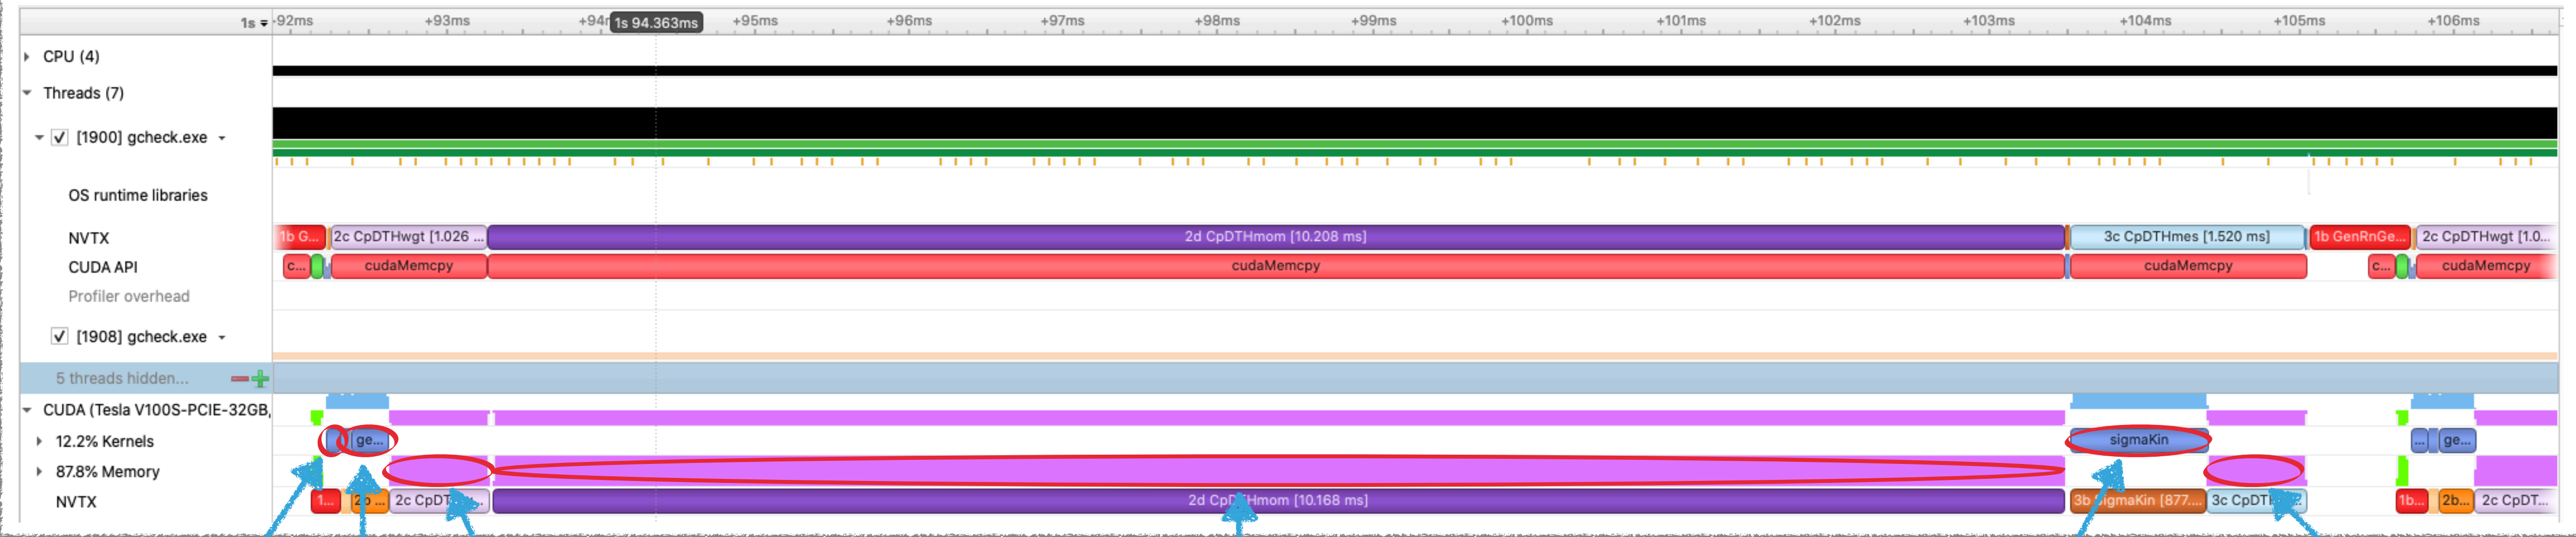 1s +92ms +93ms +94m 1s 94.363ms +95ms +96ms +97ms +98ms +99ms +100ms +101ms +102ms +103ms +104ms +105ms +106ms
CPU (4)
Threads (7)
[1900] gcheck.exe
OS runtime libraries
NVTX 1b G... 2c CpDTHwgt [1.026 ... 2d CpDTHmom [10.208 ms] 3c CpDTHmes [1.520 ms] 1b GenRnGe... 2c CpDTHwgt [1.0...
CUDA API c... cudaMemcpy cudaMemcpy cudaMemcpy c... cudaMemcpy
Profiler overhead
[1908] gcheck.exe
5 threads hidden...
CUDA (Tesla V100S-PCIE-32GB,
12.2% Kernels ge... sigmaKin ... ge...
87.8% Memory
NVTX 1... 2b ... 2c CpDT... 2d CpDTHmom [10.168 ms] 3b SigmaKin [877.... 3c CpDTH... 1b... 2b... 2c CpDT...